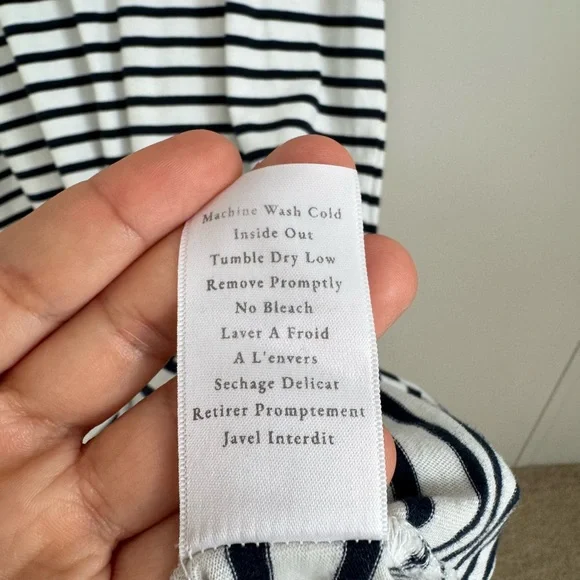 Machine Wash Cold
Inside Out
Tumble Dry Low
Remove Promptly
No Bleach
Laver A Froid
A L'envers
Sechage Delicat
Retirer Promptement
Javel Interdit